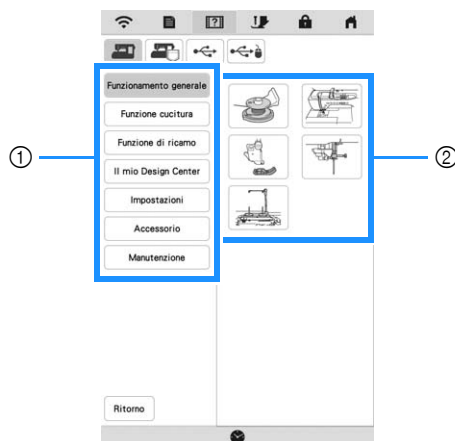 Funzionamento generale
Funzione cucitura
Funzione di ricamo
Il mio Design Center
Impostazioni
Accessorio
Manutenzione
①
②
Ritorno